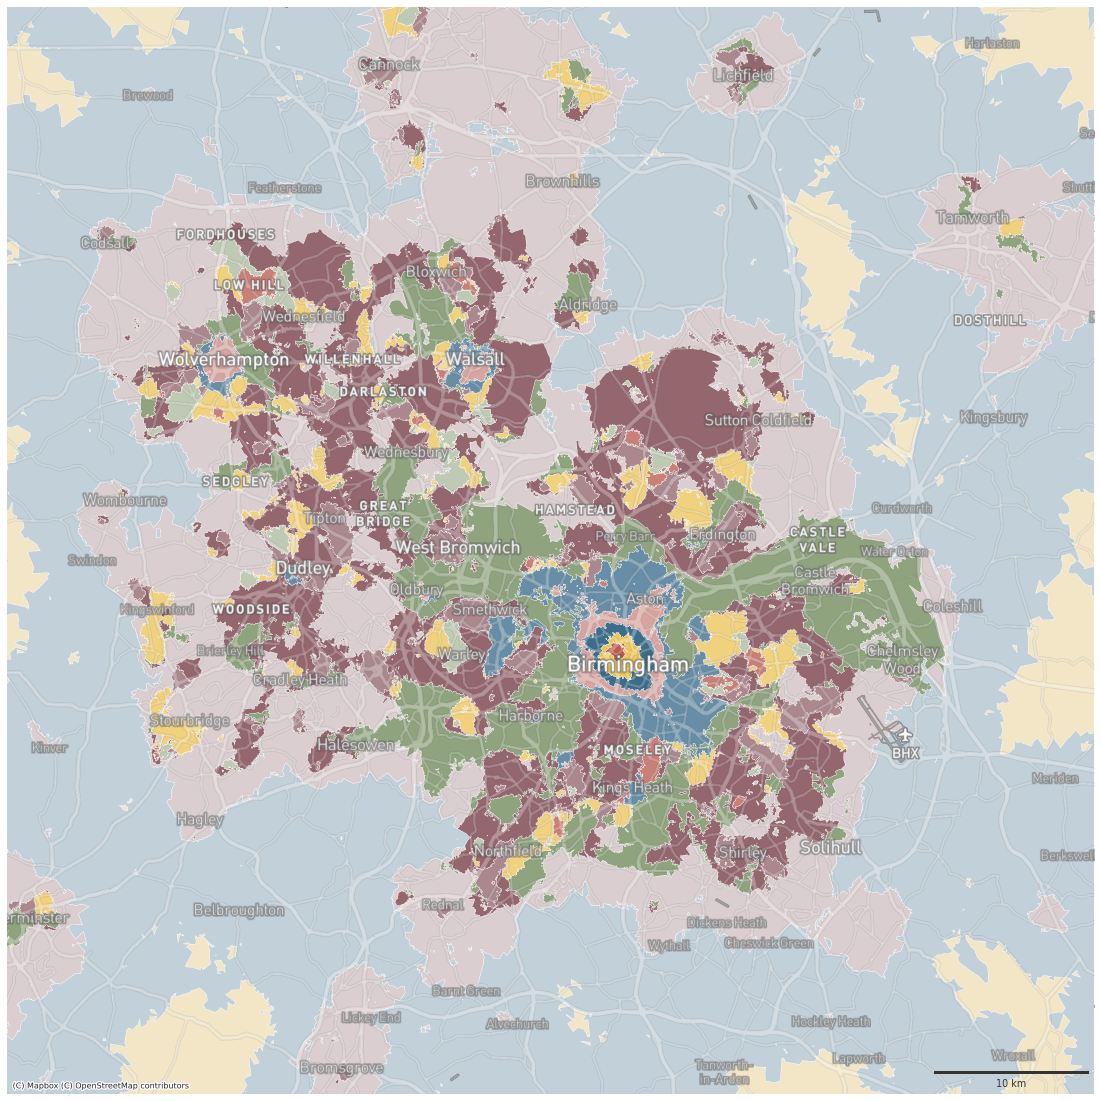 Harlaston
Cannock
Lichfield
Brewood
Brownhills
Featherstone
Tamworth
FORDHOUSES
Codsall
Bloxwich
LOW HILL
Aldridge
Wednesfield
DOSTHILL
Wolverhampton
WILLENHALL
Walsall
DARLASTON
Sutton Coldfield
Kingsbury
Wednesbury
SEDGLEY
Wombourne
GREAT
BRIDGE
HAMSTEAD
Curdworth
Tipton
Perry Barr
Erdington
CASTLE
VALE
West Bromwich
Water Orton
Swindon
Dudley
Castle
Bromwich
Oldbury
Aston
Kingswinford
WOODSIDE
Smethwick
Coleshill
Brierley Hill
Warley
Birmingham
Chelmsley
Wood
Cradley Heath
Stourbridge
Harborne
Kinver
Halesowen
MOSELEY
BHX
Meriden
Kings Heath
Hagley
Northfield
Shirley
Solihull
Berkswell
Belbroughton
Rednal
erminster
Dickens Heath
Wythall
Cheswick Green
Barnt Green
Lickey End
Alvechurch
Hockley Heath
Wroxall
Lapworth
Bromsgrove
Tanworth-
in-Arden
10 km
(C) Mapbox (C) OpenStreetMap contributors